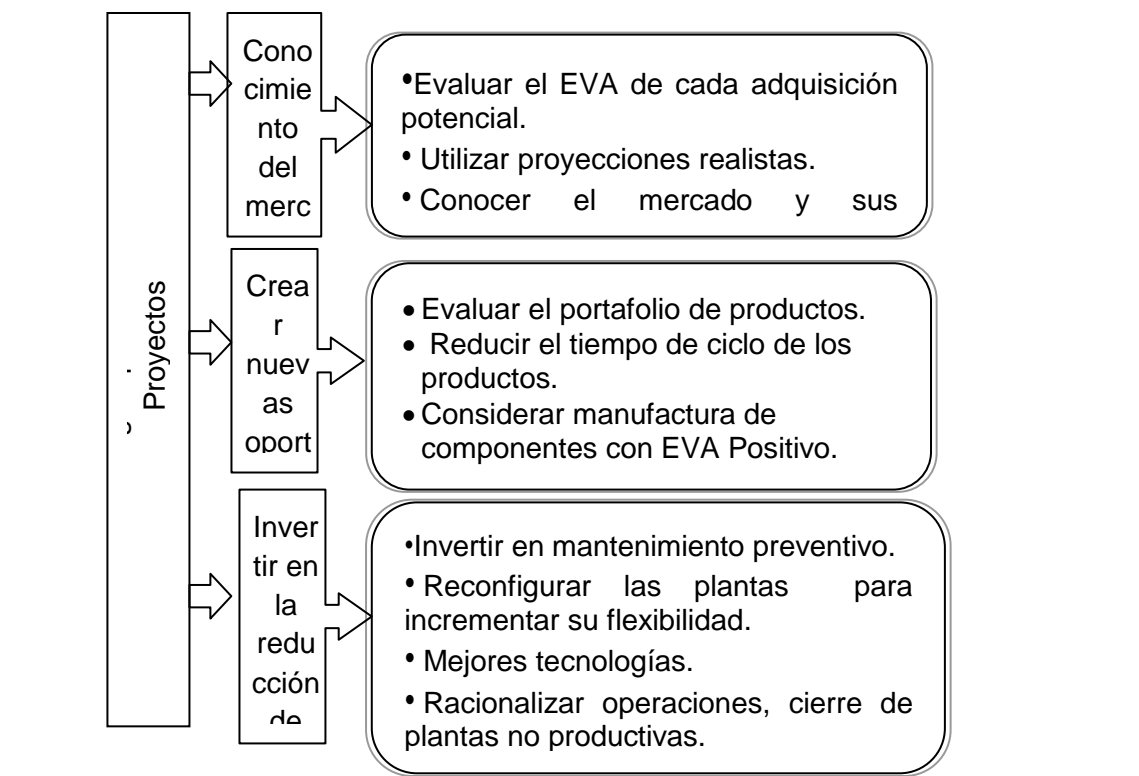 Proyectos
Cono
cimie
nto
del
merc
•Evaluar el EVA de cada adquisición
potencial.
• Utilizar proyecciones realistas.
• Conocer el mercado y sus
Crea
r
nuev
as
oport
• Evaluar el portafolio de productos.
• Reducir el tiempo de ciclo de los
productos.
• Considerar manufactura de
componentes con EVA Positivo.
Inver
tir en
la
redu
cción
de
•Invertir en mantenimiento preventivo.
• Reconfigurar las plantas para
incrementar su flexibilidad.
• Mejores tecnologías.
• Racionalizar operaciones, cierre de
plantas no productivas.